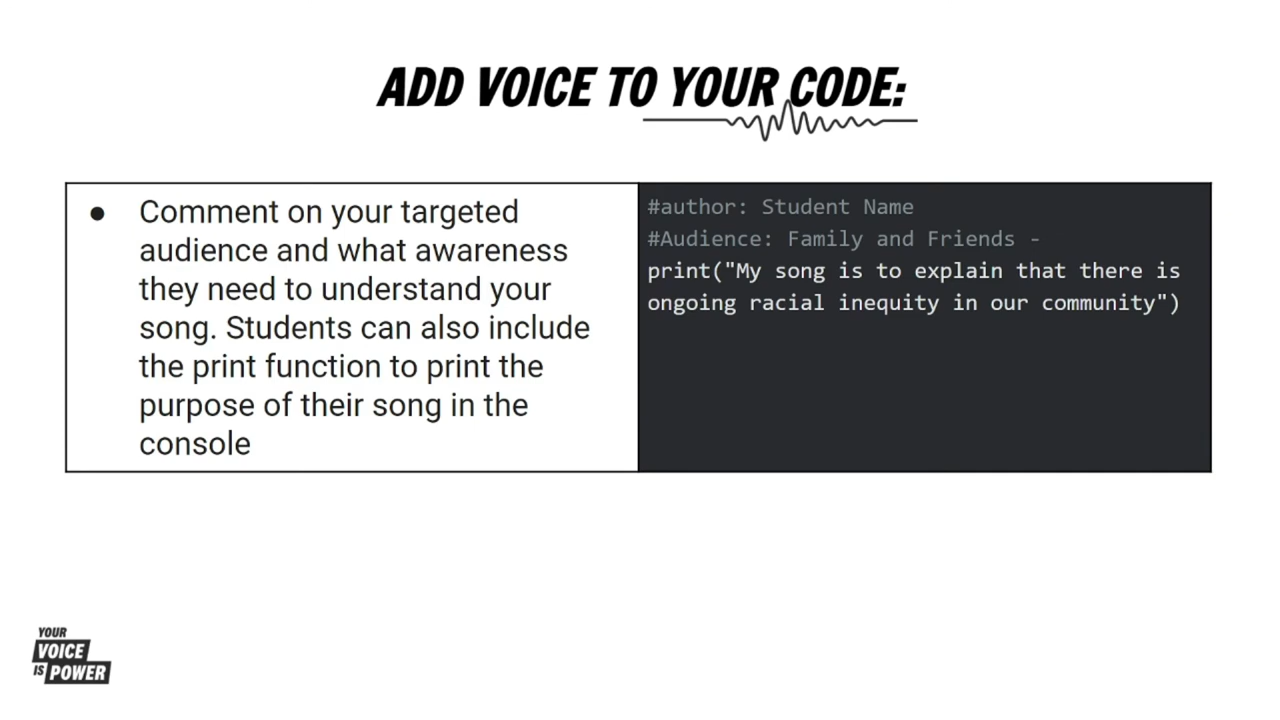 ADD VOICE TO YOUR CODE:
● Comment on your targeted
audience and what awareness
they need to understand your
song. Students can also include
the print function to print the
purpose of their song in the
console
#author: Student Name
#Audience: Family and Friends -
print("My song is to explain that there is
ongoing racial inequity in our community")
YOUR
VOICE
IS POWER